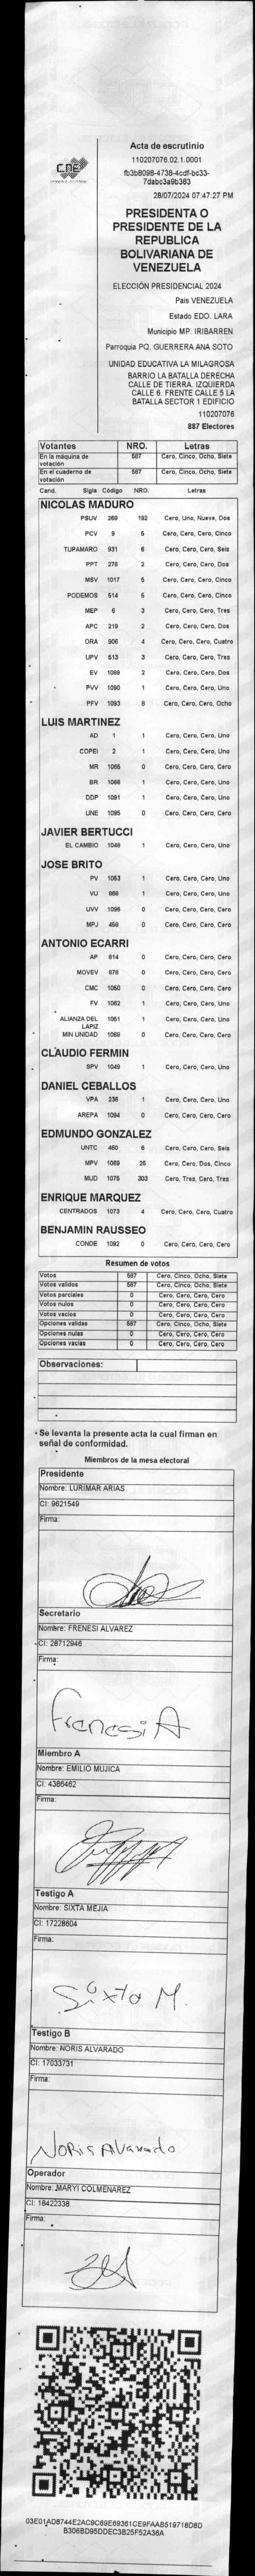 CNE
Acta de escrutinio
110207076.02.1.0001
fb3b8098-4738-4cdf-bc33-
7dabc3a9b383
28/07/2024 07:47:27 PM
PRESIDENTA O
PRESIDENTE DE LA
REPUBLICA
BOLIVARIANA DE
VENEZUELA
ELECCIÓN PRESIDENCIAL 2024
Pais VENEZUELA
Estado EDO. LARA
Municipio MP. IRIBARREN
Parroquia PQ. GUERRERA ANA SOTO
UNIDAD EDUCATIVA LA MILAGROSA
BARRIO LA BATALLA DERECHA
CALLE DE TIERRA. IZQUIERDA
CALLE 6. FRENTE CALLE 5 LA
BATALLA SECTOR 1 EDIFICIO
110207076
887 Electores
Votantes NRO. Letras
En la máquina de votación 587 Cero, Cinco, Ocho, Siete
En el cuaderno de votación 587 Cero, Cinco, Ocho, Siete
Cand. Sigla Código NRO. Letras
NICOLAS MADURO
PSUV 269 192 Cero, Uno, Nueve, Dos
PCV 9 5 Cero, Cero, Cero, Cinco
TUPAMARO 931 6 Cero, Cero, Cero, Seis
PPT 276 2 Cero, Cero, Cero, Dos
MSV 1017 5 Cero, Cero, Cero, Cinco
PODEMOS 514 5 Cero, Cero, Cero, Cinco
MEP 6 3 Cero, Cero, Cero, Tres
APC 219 2 Cero, Cero, Cero, Dos
ORA 906 4 Cero, Cero, Cero, Cuatro
UPV 513 3 Cero, Cero, Cero, Tres
EV 1089 2 Cero, Cero, Cero, Dos
PVV 1090 1 Cero, Cero, Cero, Uno
PFV 1093 8 Cero, Cero, Cero, Ocho
LUIS MARTINEZ
AD 1 1 Cero, Cero, Cero, Uno
COPEI 2 1 Cero, Cero, Cero, Uno
MR 1065 0 Cero, Cero, Cero, Cero
BR 1066 1 Cero, Cero, Cero, Uno
DDP 1091 1 Cero, Cero, Cero, Uno
UNE 1095 0 Cero, Cero, Cero, Cero
JAVIER BERTUCCI
EL CAMBIO 1048 1 Cero, Cero, Cero, Uno
JOSE BRITO
PV 1053 1 Cero, Cero, Cero, Uno
VU 868 1 Cero, Cero, Cero, Uno
UVV 1096 0 Cero, Cero, Cero, Cero
MPJ 458 0 Cero, Cero, Cero, Cero
ANTONIO ECARRI
AP 814 0 Cero, Cero, Cero, Cero
MOVEV 878 0 Cero, Cero, Cero, Cero
CMC 1050 0 Cero, Cero, Cero, Cero
FV 1062 1 Cero, Cero, Cero, Uno
ALIANZA DEL LAPIZ 1051 1 Cero, Cero, Cero, Uno
MIN UNIDAD 1088 0 Cero, Cero, Cero, Cero
CLAUDIO FERMIN
SPV 1049 1 Cero, Cero, Cero, Uno
DANIEL CEBALLOS
VPA 236 1 Cero, Cero, Cero, Uno
AREPA 1094 0 Cero, Cero, Cero, Cero
EDMUNDO GONZALEZ
UNTC 460 6 Cero, Cero, Cero, Seis
MPV 1069 25 Cero, Cero, Dos, Cinco
MUD 1075 303 Cero, Tres, Cero, Tres
ENRIQUE MARQUEZ
CENTRADOS 1073 4 Cero, Cero, Cero, Cuatro
BENJAMIN RAUSSEO
CONDE 1092 0 Cero, Cero, Cero, Cero
Resumen de votos
Votos 587 Cero, Cinco, Ocho, Siete
Votos validos 587 Cero, Cinco, Ocho, Siete
Votos parciales 0 Cero, Cero, Cero, Cero
Votos nulos 0 Cero, Cero, Cero, Cero
Votos vacios 0 Cero, Cero, Cero, Cero
Opciones validas 587 Cero, Cinco, Ocho, Siete
Opciones nulas 0 Cero, Cero, Cero, Cero
Opciones vacias 0 Cero, Cero, Cero, Cero
Observaciones:
Se levanta la presente acta la cual firman en
señal de conformidad.
Miembros de la mesa electoral
Presidente
Nombre: LURIMAR ARIAS
CI: 9621549
Firma:
Secretario
Nombre: FRENESI ALVAREZ
CI: 26712946
Firma:
Frenesi A
Miembro A
Nombre: EMILIO MUJICA
CI: 4386462
Firma:
Testigo A
Nombre: SIXTA MEJIA
CI: 17228604
Firma:
Sixta M.
Testigo B
Nombre: NORIS ALVARADO
CI: 17033731
Firma:
Noris Alvarado
Operador
Nombre: MARYI COLMENAREZ
CI: 18422338
Firma:
03E01AD8744E2AC9C69E69361CE9FAAB519718D8D
B306BD95DDEC3B25F52A36A